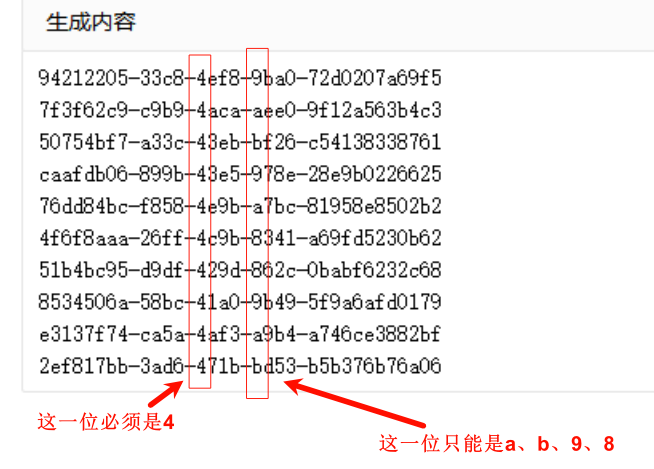 生成内容
94212205-33c8-4ef8-9ba0-72d0207a69f5
7f3f62c9-c9b9-4aca-aee0-9f12a563b4c3
50754bf7-a33c-43eb-bf26-c54138338761
caafdb06-899b-43e5-978e-28e9b0226625
76dd84bc-f858-4e9b-a7bc-81958e8502b2
4f6f8aaa-26ff-4c9b-8341-a69fd5230b62
51b4bc95-d9df-429d-862c-0babf6232c68
8534506a-58bc-41a0-9b49-5f9a6afd0179
e3137f74-ca5a-4af3-a9b4-a746ce3882bf
2ef817bb-3ad6-471b-bd53-b5b376b76a06
这一位必须是4
这一位只能是a、b、9、8